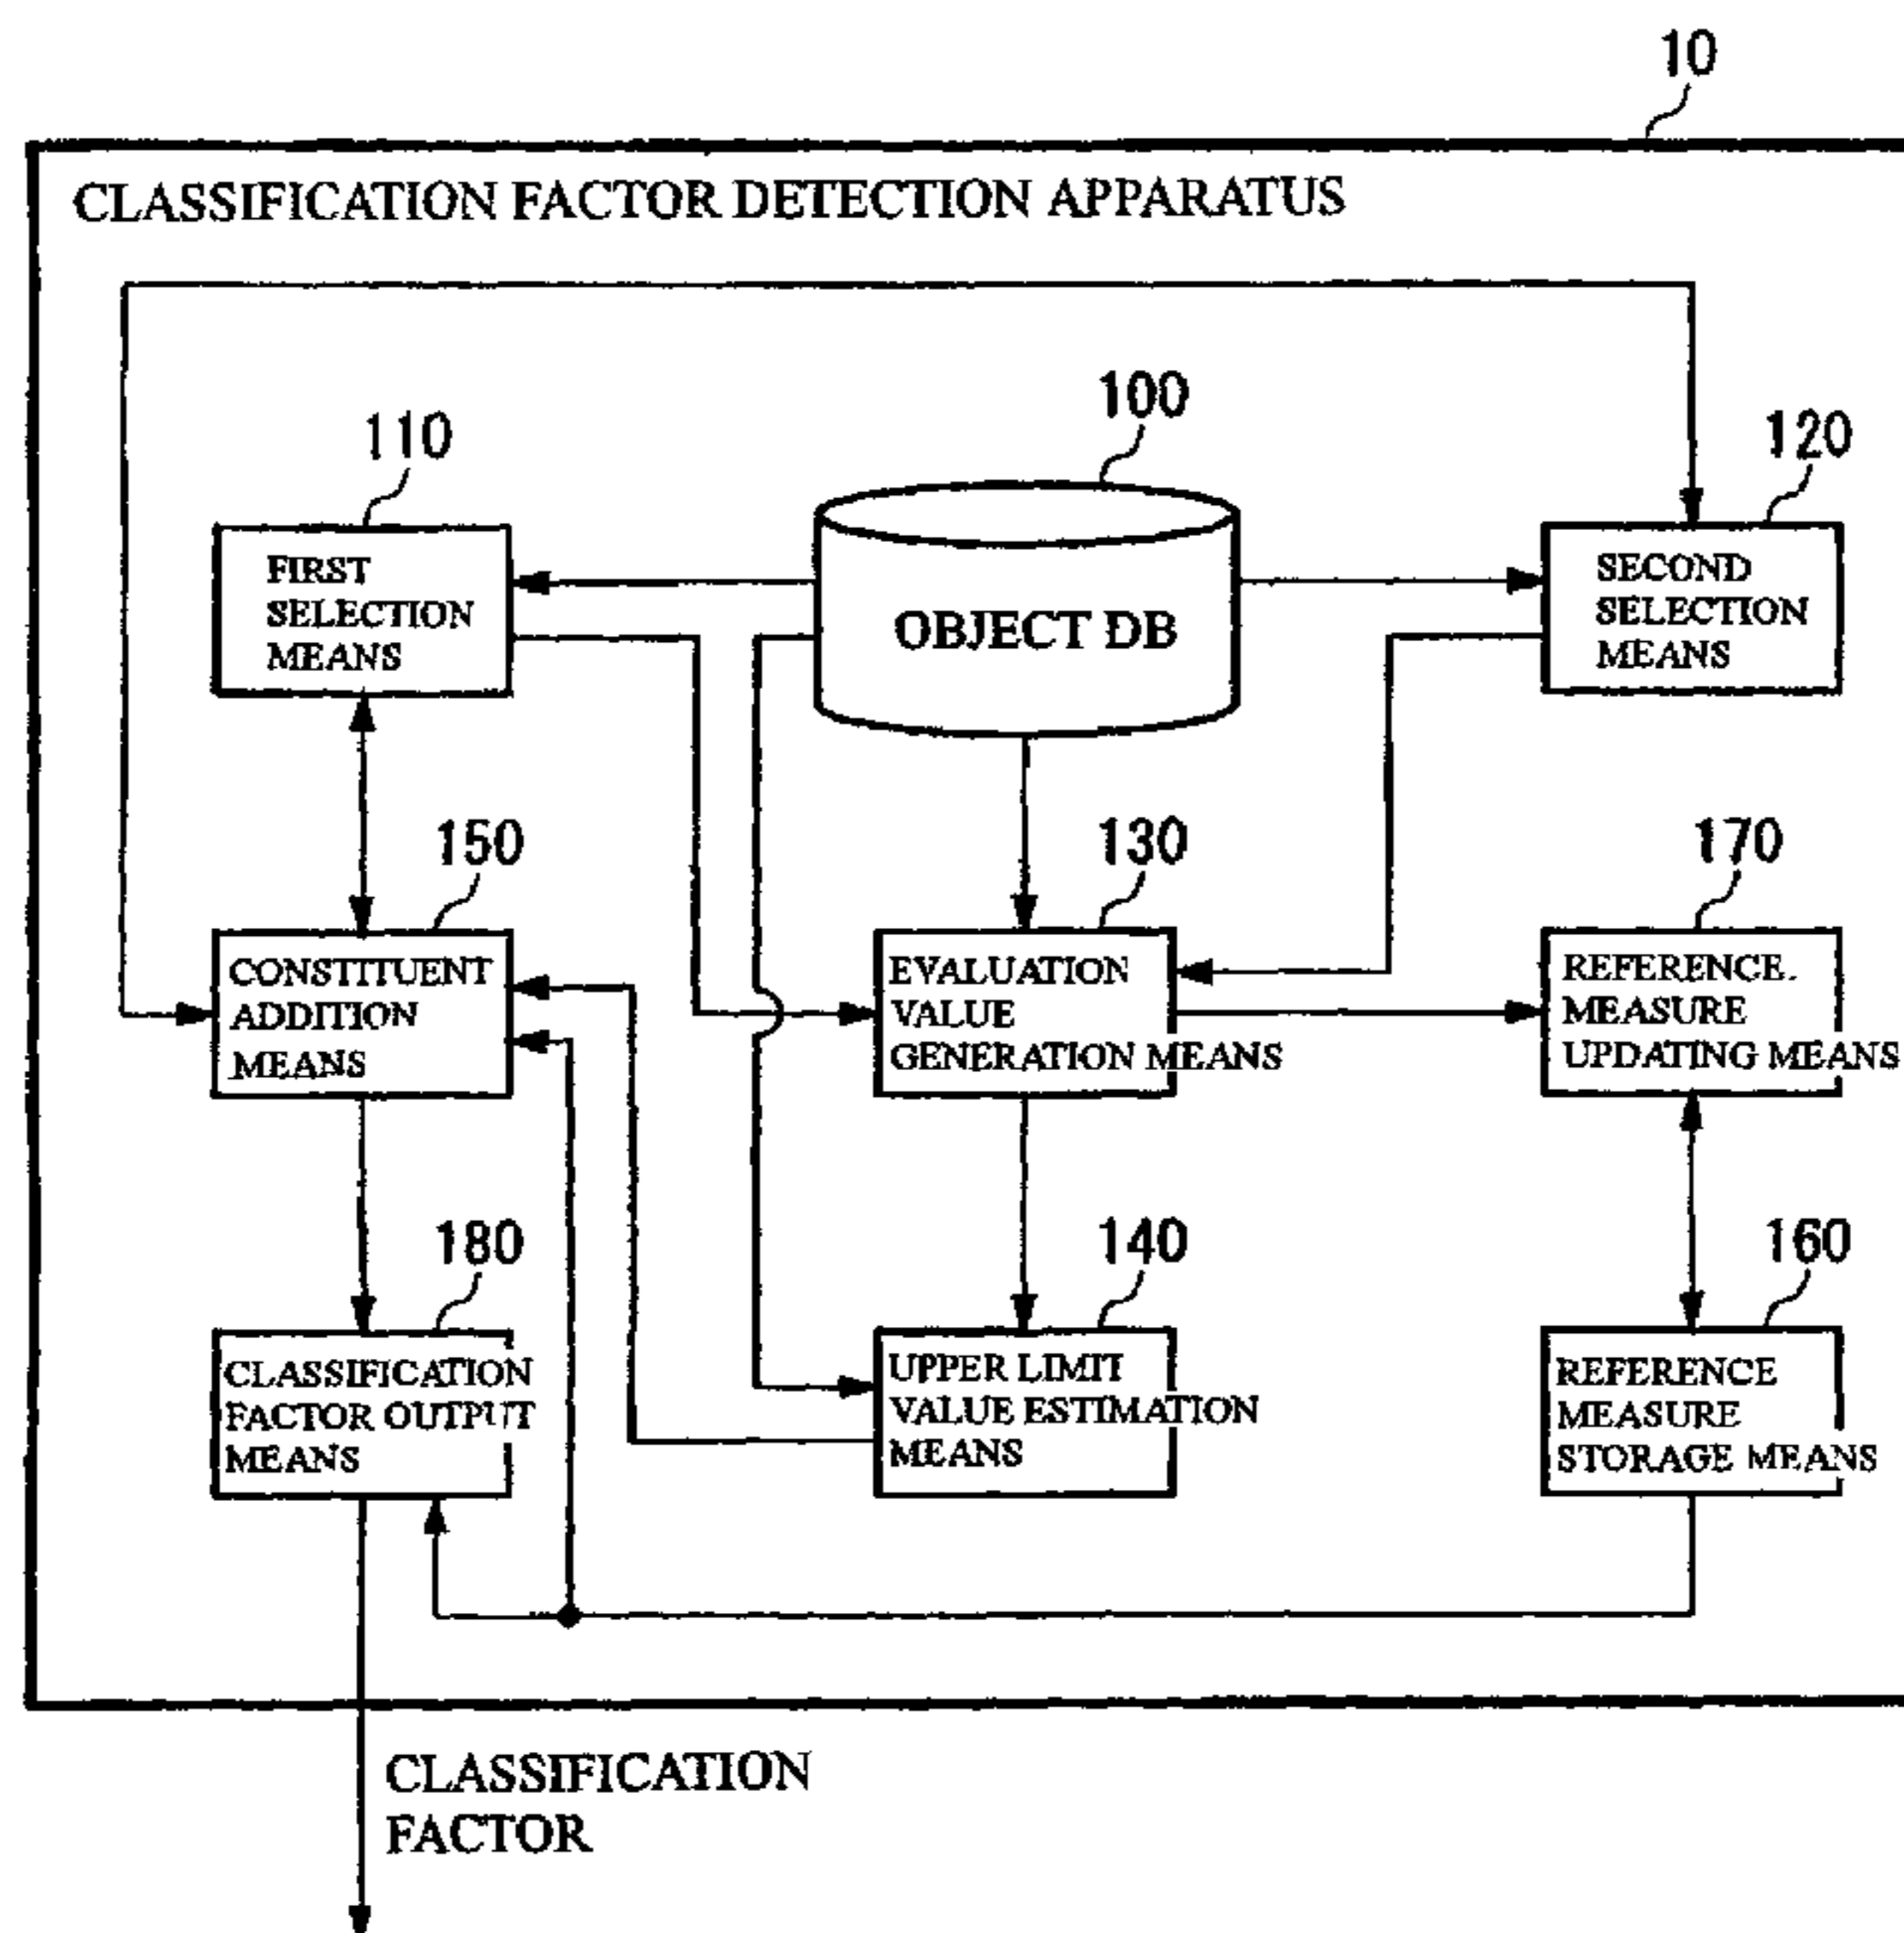 10
CLASSIFICATION FACTOR DETECTION APPARATUS
100
110
120
FIRST
SELECTION
MEANS
OBJECT DB
SECOND
SELECTION
MEANS
150
130
170
CONSTITUENT
ADDITION
MEANS
EVALUATION
VALUE
GENERATION MEANS
REFERENCE
MEASURE
UPDATING MEANS
180
140
160
CLASSIFICATION
FACTOR OUTPUT
MEANS
UPPER LIMIT
VALUE ESTIMATION
MEANS
REFERENCE
MEASURE
STORAGE MEANS
CLASSIFICATION
FACTOR